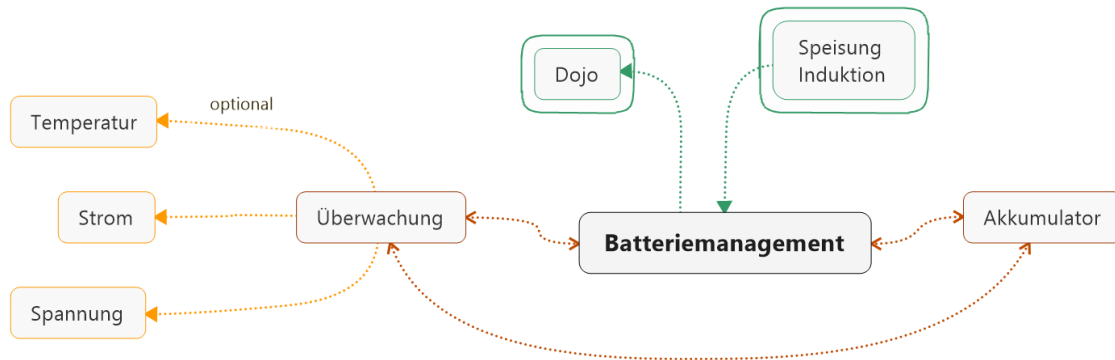 Speisung
Induktion
Dojo
optional
Temperatur
Strom
Überwachung
Akkumulator
Batteriemanagement
Spannung